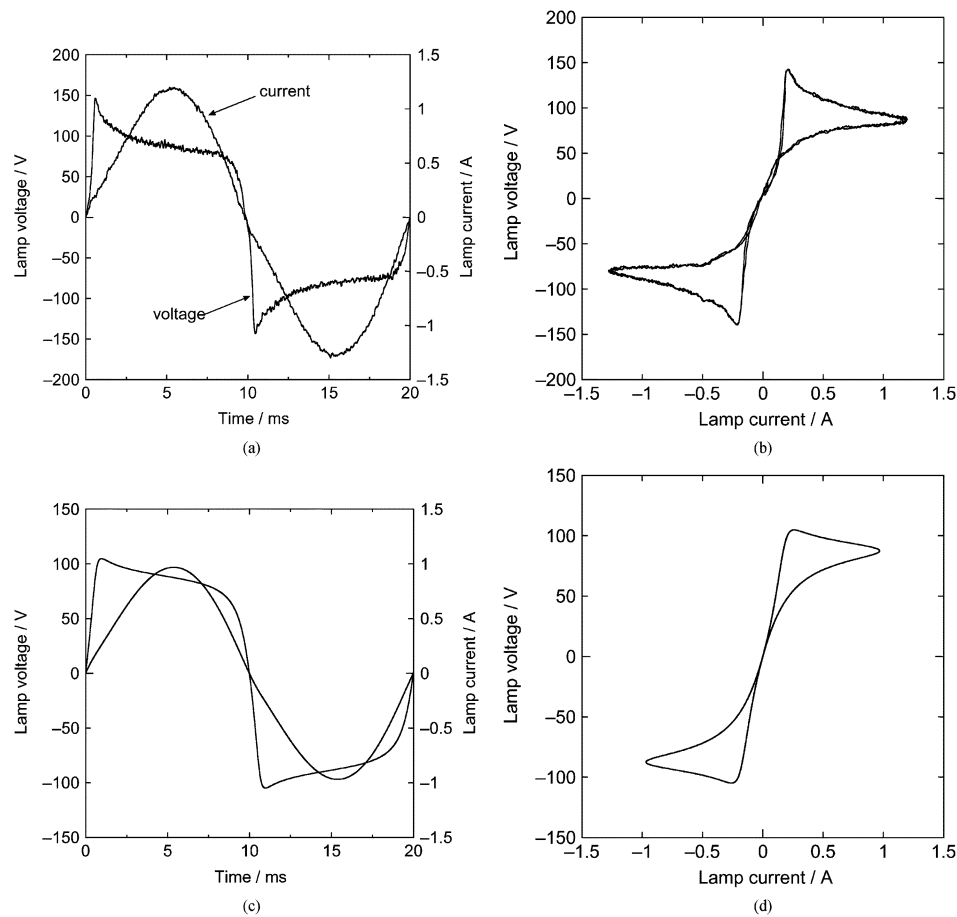 200
150
100
50
0
–50
–100
–150
–200
Lamp voltage / V
1.5
1
0.5
0
–0.5
–1
–1.5
Lamp current / A
current
voltage
0 5 10 15 20
Time / ms
(a)
200
150
100
50
0
–50
–100
–150
–200
Lamp voltage / V
–1.5 –1 –0.5 0 0.5 1 1.5
Lamp current / A
(b)
150
100
50
0
–50
–100
–150
Lamp voltage / V
1.5
1
0.5
0
–0.5
–1
–1.5
Lamp current / A
0 5 10 15 20
Time / ms
(c)
150
100
50
0
–50
–100
–150
Lamp voltage / V
–1.5 –1 –0.5 0 0.5 1 1.5
Lamp current / A
(d)